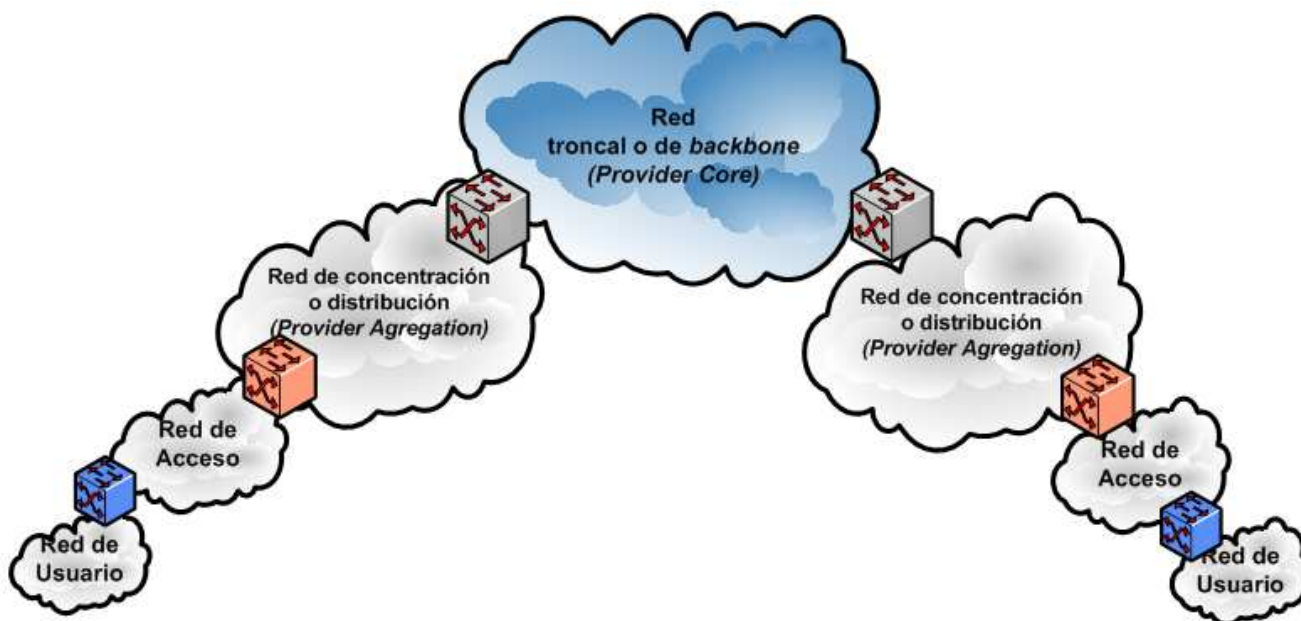 Red
troncal o de backbone
(Provider Core)
Red de concentración
o distribución
(Provider Agregation)
Red de concentración
o distribución
(Provider Agregation)
Red de
Acceso
Red de
Acceso
Red de
Usuario
Red de
Usuario